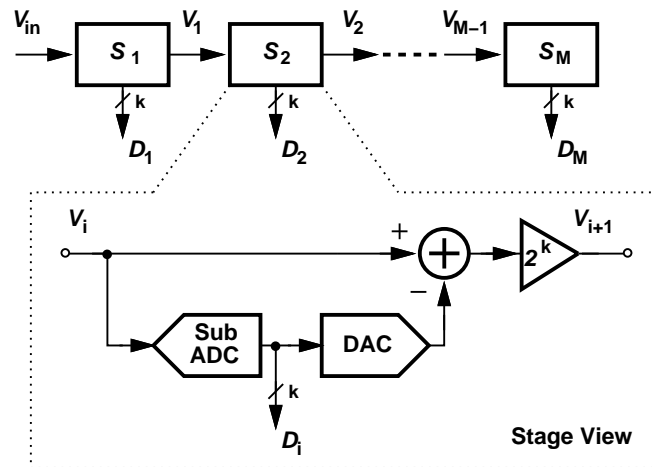 V_in V_1 V_2 V_M–1
S_1 S_2 S_M
k k k
D_1 D_2 D_M
V_i + 2^k V_i+1
–
Sub ADC DAC
k
D_i Stage View